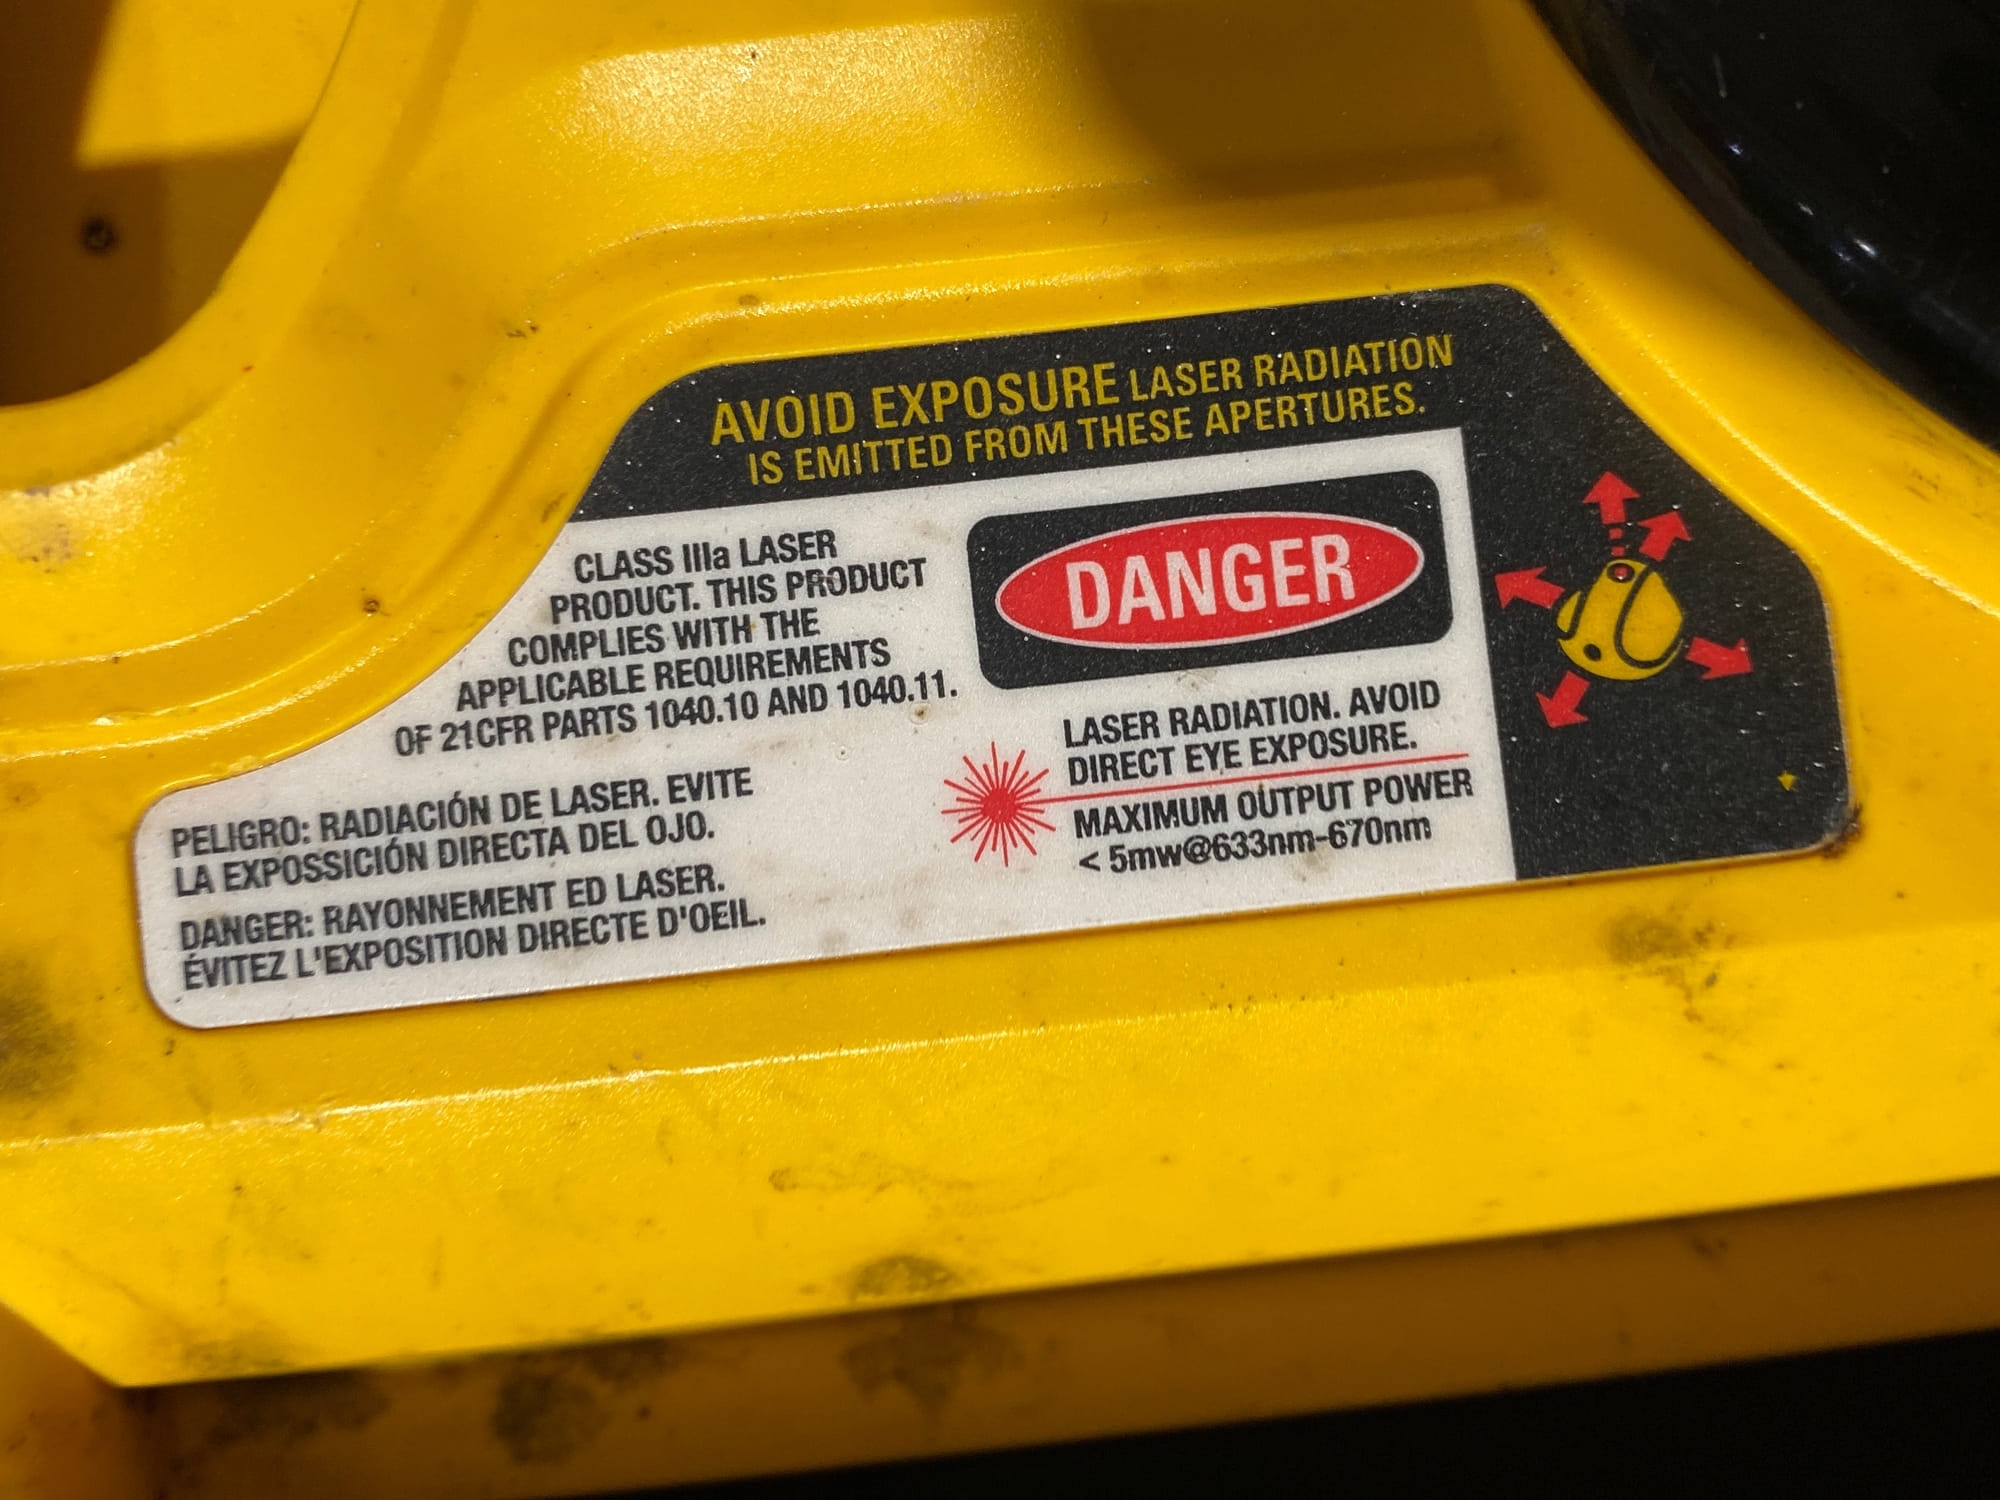 AVOID EXPOSURE LASER RADIATION
IS EMITTED FROM THESE APERTURES.
CLASS IIIa LASER
PRODUCT. THIS PRODUCT
COMPLIES WITH THE
APPLICABLE REQUIREMENTS
OF 21CFR PARTS 1040.10 AND 1040.11.
DANGER
LASER RADIATION. AVOID
DIRECT EYE EXPOSURE.
MAXIMUM OUTPUT POWER
< 5mw@633nm-670nm
PELIGRO: RADIACIÓN DE LASER. EVITE
LA EXPOSSICIÓN DIRECTA DEL OJO.
DANGER: RAYONNEMENT ED LASER.
ÉVITEZ L'EXPOSITION DIRECTE D'OEIL.